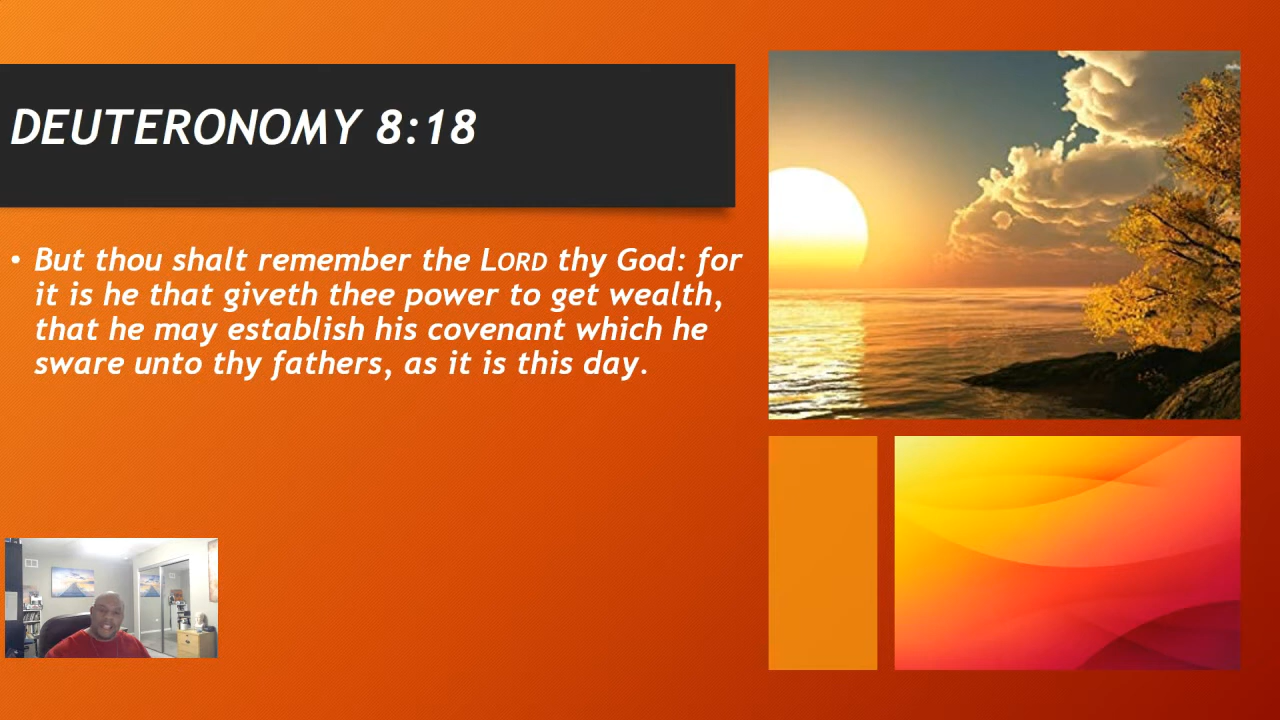 DEUTERONOMY 8:18
• But thou shalt remember the LORD thy God: for
it is he that giveth thee power to get wealth,
that he may establish his covenant which he
sware unto thy fathers, as it is this day.